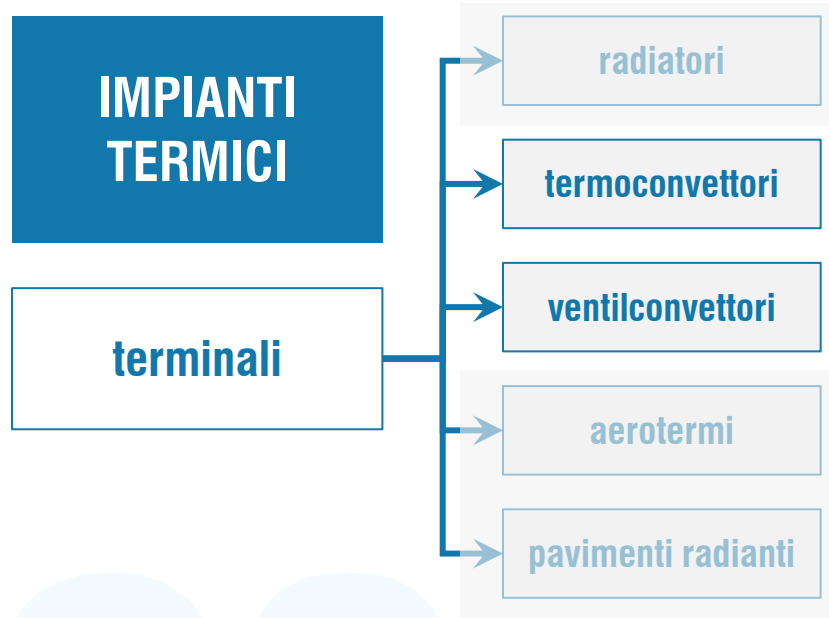 IMPIANTI
TERMICI
terminali
radiatori
termoconvettori
ventilconvettori
aerotermi
pavimenti radianti